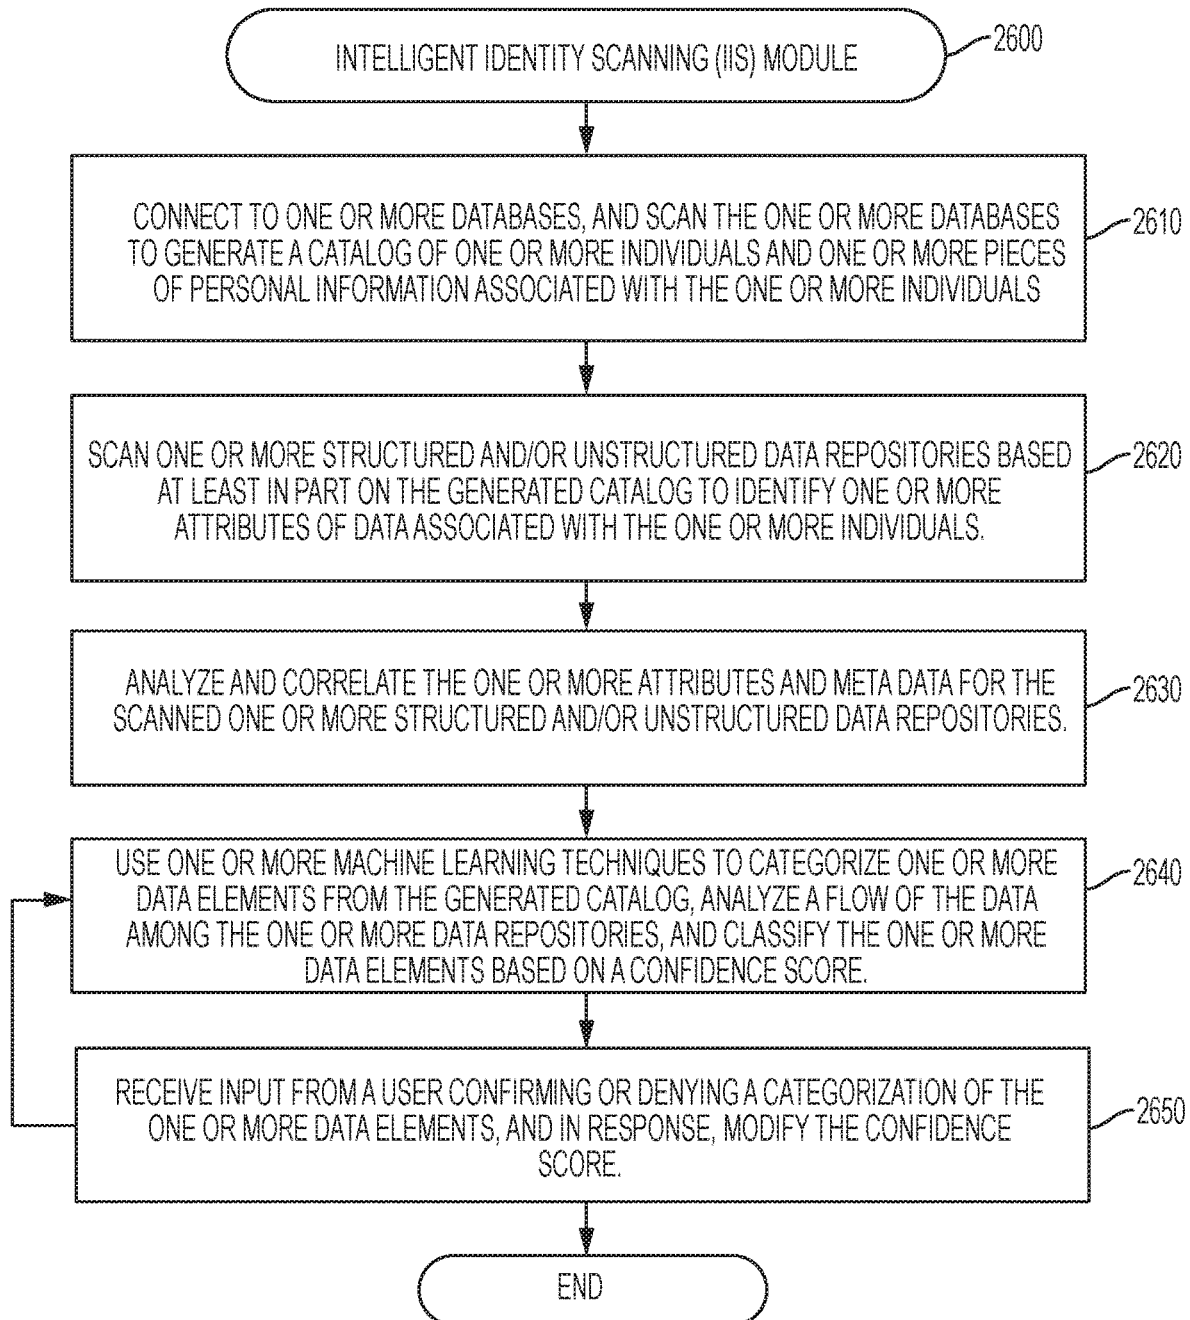 INTELLIGENT IDENTITY SCANNING (IIS) MODULE
2600
CONNECT TO ONE OR MORE DATABASES, AND SCAN THE ONE OR MORE DATABASES
TO GENERATE A CATALOG OF ONE OR MORE INDIVIDUALS AND ONE OR MORE PIECES
OF PERSONAL INFORMATION ASSOCIATED WITH THE ONE OR MORE INDIVIDUALS
2610
SCAN ONE OR MORE STRUCTURED AND/OR UNSTRUCTURED DATA REPOSITORIES BASED
AT LEAST IN PART ON THE GENERATED CATALOG TO IDENTIFY ONE OR MORE
ATTRIBUTES OF DATA ASSOCIATED WITH THE ONE OR MORE INDIVIDUALS.
2620
ANALYZE AND CORRELATE THE ONE OR MORE ATTRIBUTES AND META DATA FOR THE
SCANNED ONE OR MORE STRUCTURED AND/OR UNSTRUCTURED DATA REPOSITORIES.
2630
USE ONE OR MORE MACHINE LEARNING TECHNIQUES TO CATEGORIZE ONE OR MORE
DATA ELEMENTS FROM THE GENERATED CATALOG, ANALYZE A FLOW OF THE DATA
AMONG THE ONE OR MORE DATA REPOSITORIES, AND CLASSIFY THE ONE OR MORE
DATA ELEMENTS BASED ON A CONFIDENCE SCORE.
2640
RECEIVE INPUT FROM A USER CONFIRMING OR DENYING A CATEGORIZATION OF THE
ONE OR MORE DATA ELEMENTS, AND IN RESPONSE, MODIFY THE CONFIDENCE
SCORE.
2650
END